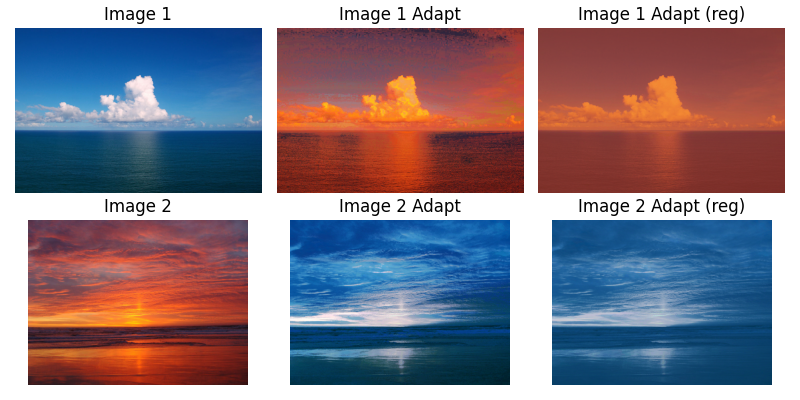 Image 1
Image 1 Adapt
Image 1 Adapt (reg)
Image 2
Image 2 Adapt
Image 2 Adapt (reg)